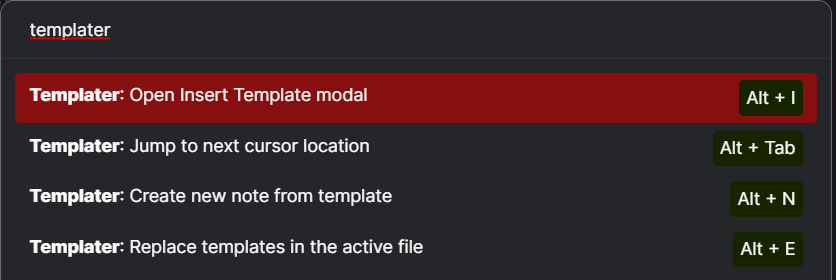 templater
Templater: Open Insert Template modal Alt + I
Templater: Jump to next cursor location Alt + Tab
Templater: Create new note from template Alt + N
Templater: Replace templates in the active file Alt + E